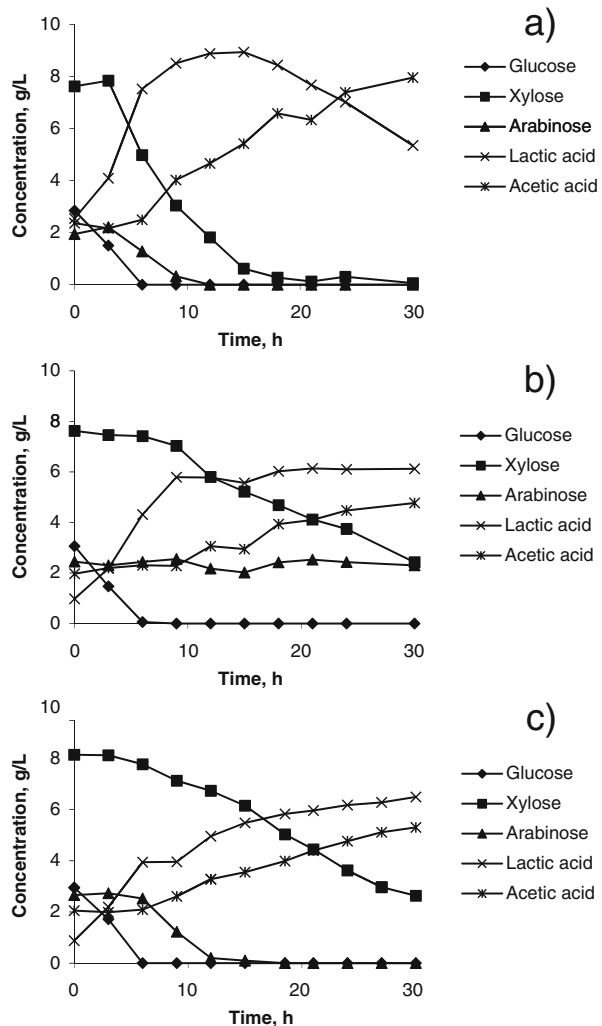 a)
Concentration, g/L
10
8
6
4
2
0
0 10 20 30
Time, h
Glucose
Xylose
Arabinose
Lactic acid
Acetic acid
b)
Concentration, g/L
10
8
6
4
2
0
0 10 20 30
Time, h
Glucose
Xylose
Arabinose
Lactic acid
Acetic acid
c)
Concentration, g/L
10
8
6
4
2
0
0 10 20 30
Time, h
Glucose
Xylose
Arabinose
Lactic acid
Acetic acid